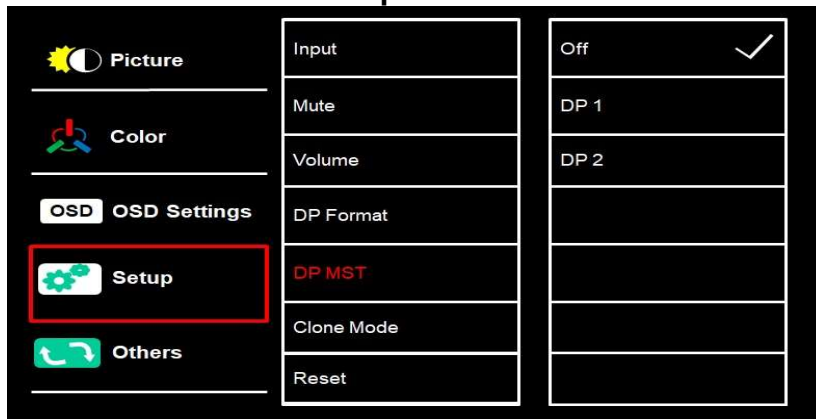 Picture
Color
OSD OSD Settings
Setup
Others
Input
Mute
Volume
DP Format
DP MST
Clone Mode
Reset
Off
DP 1
DP 2